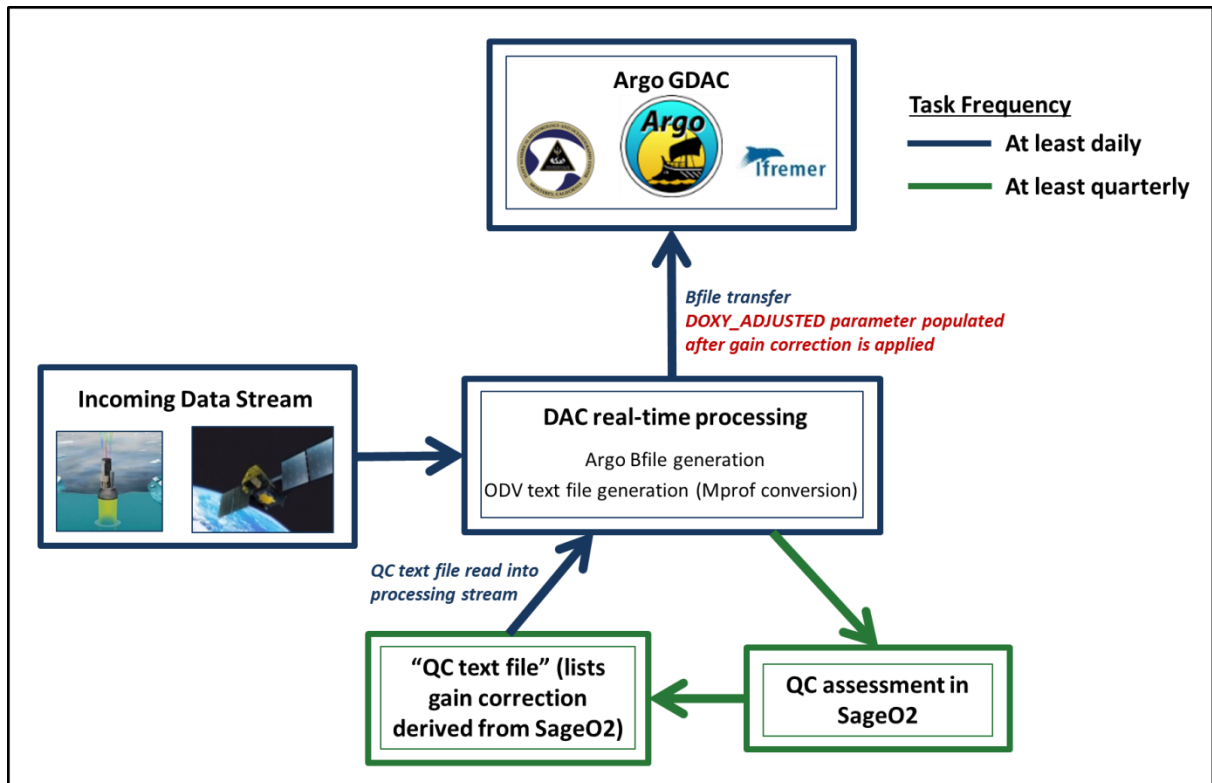 Argo GDAC
Argo
Ifremer
Task Frequency
At least daily
At least quarterly
Bfile transfer
DOXY_ADJUSTED parameter populated
after gain correction is applied
Incoming Data Stream
DAC real-time processing
Argo Bfile generation
ODV text file generation (Mprof conversion)
QC text file read into
processing stream
“QC text file” (lists
gain correction
derived from SageO2)
QC assessment in
SageO2